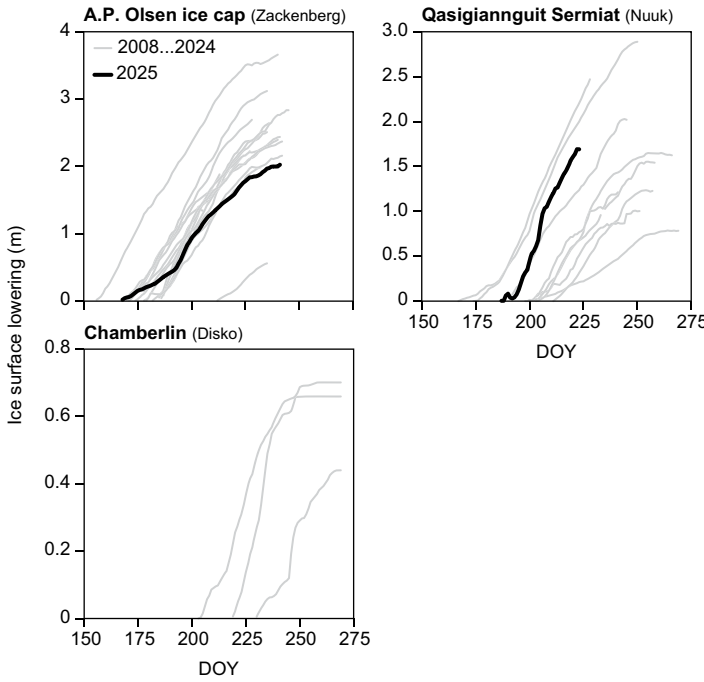 A.P. Olsen ice cap (Zackenberg)
4
3
2
1
0
2008...2024
2025
Qasigiannguit Sermiat (Nuuk)
3.0
2.5
2.0
1.5
1.0
0.5
0
150 175 200 225 250 275
DOY
Ice surface lowering (m)
Chamberlin (Disko)
0.8
0.6
0.4
0.2
0
150 175 200 225 250 275
DOY